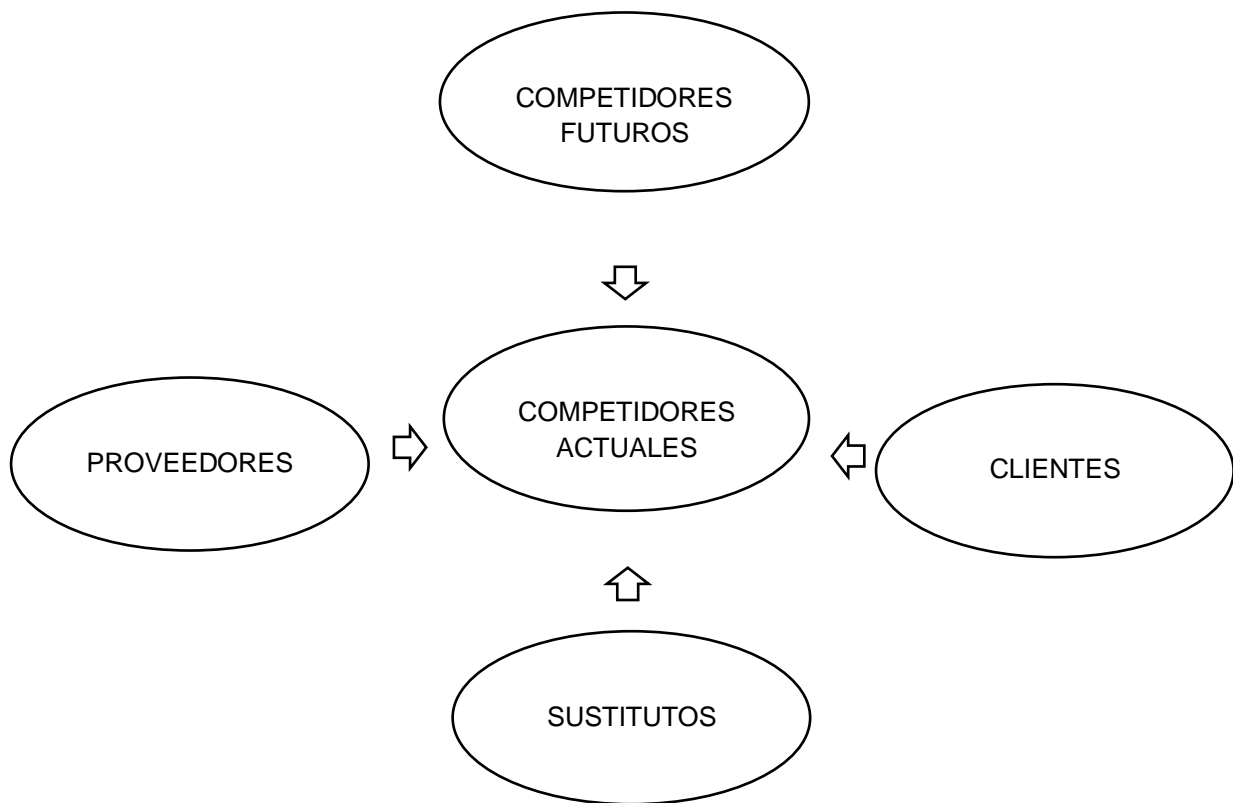 COMPETIDORES
FUTUROS
COMPETIDORES
ACTUALES
PROVEEDORES
CLIENTES
SUSTITUTOS